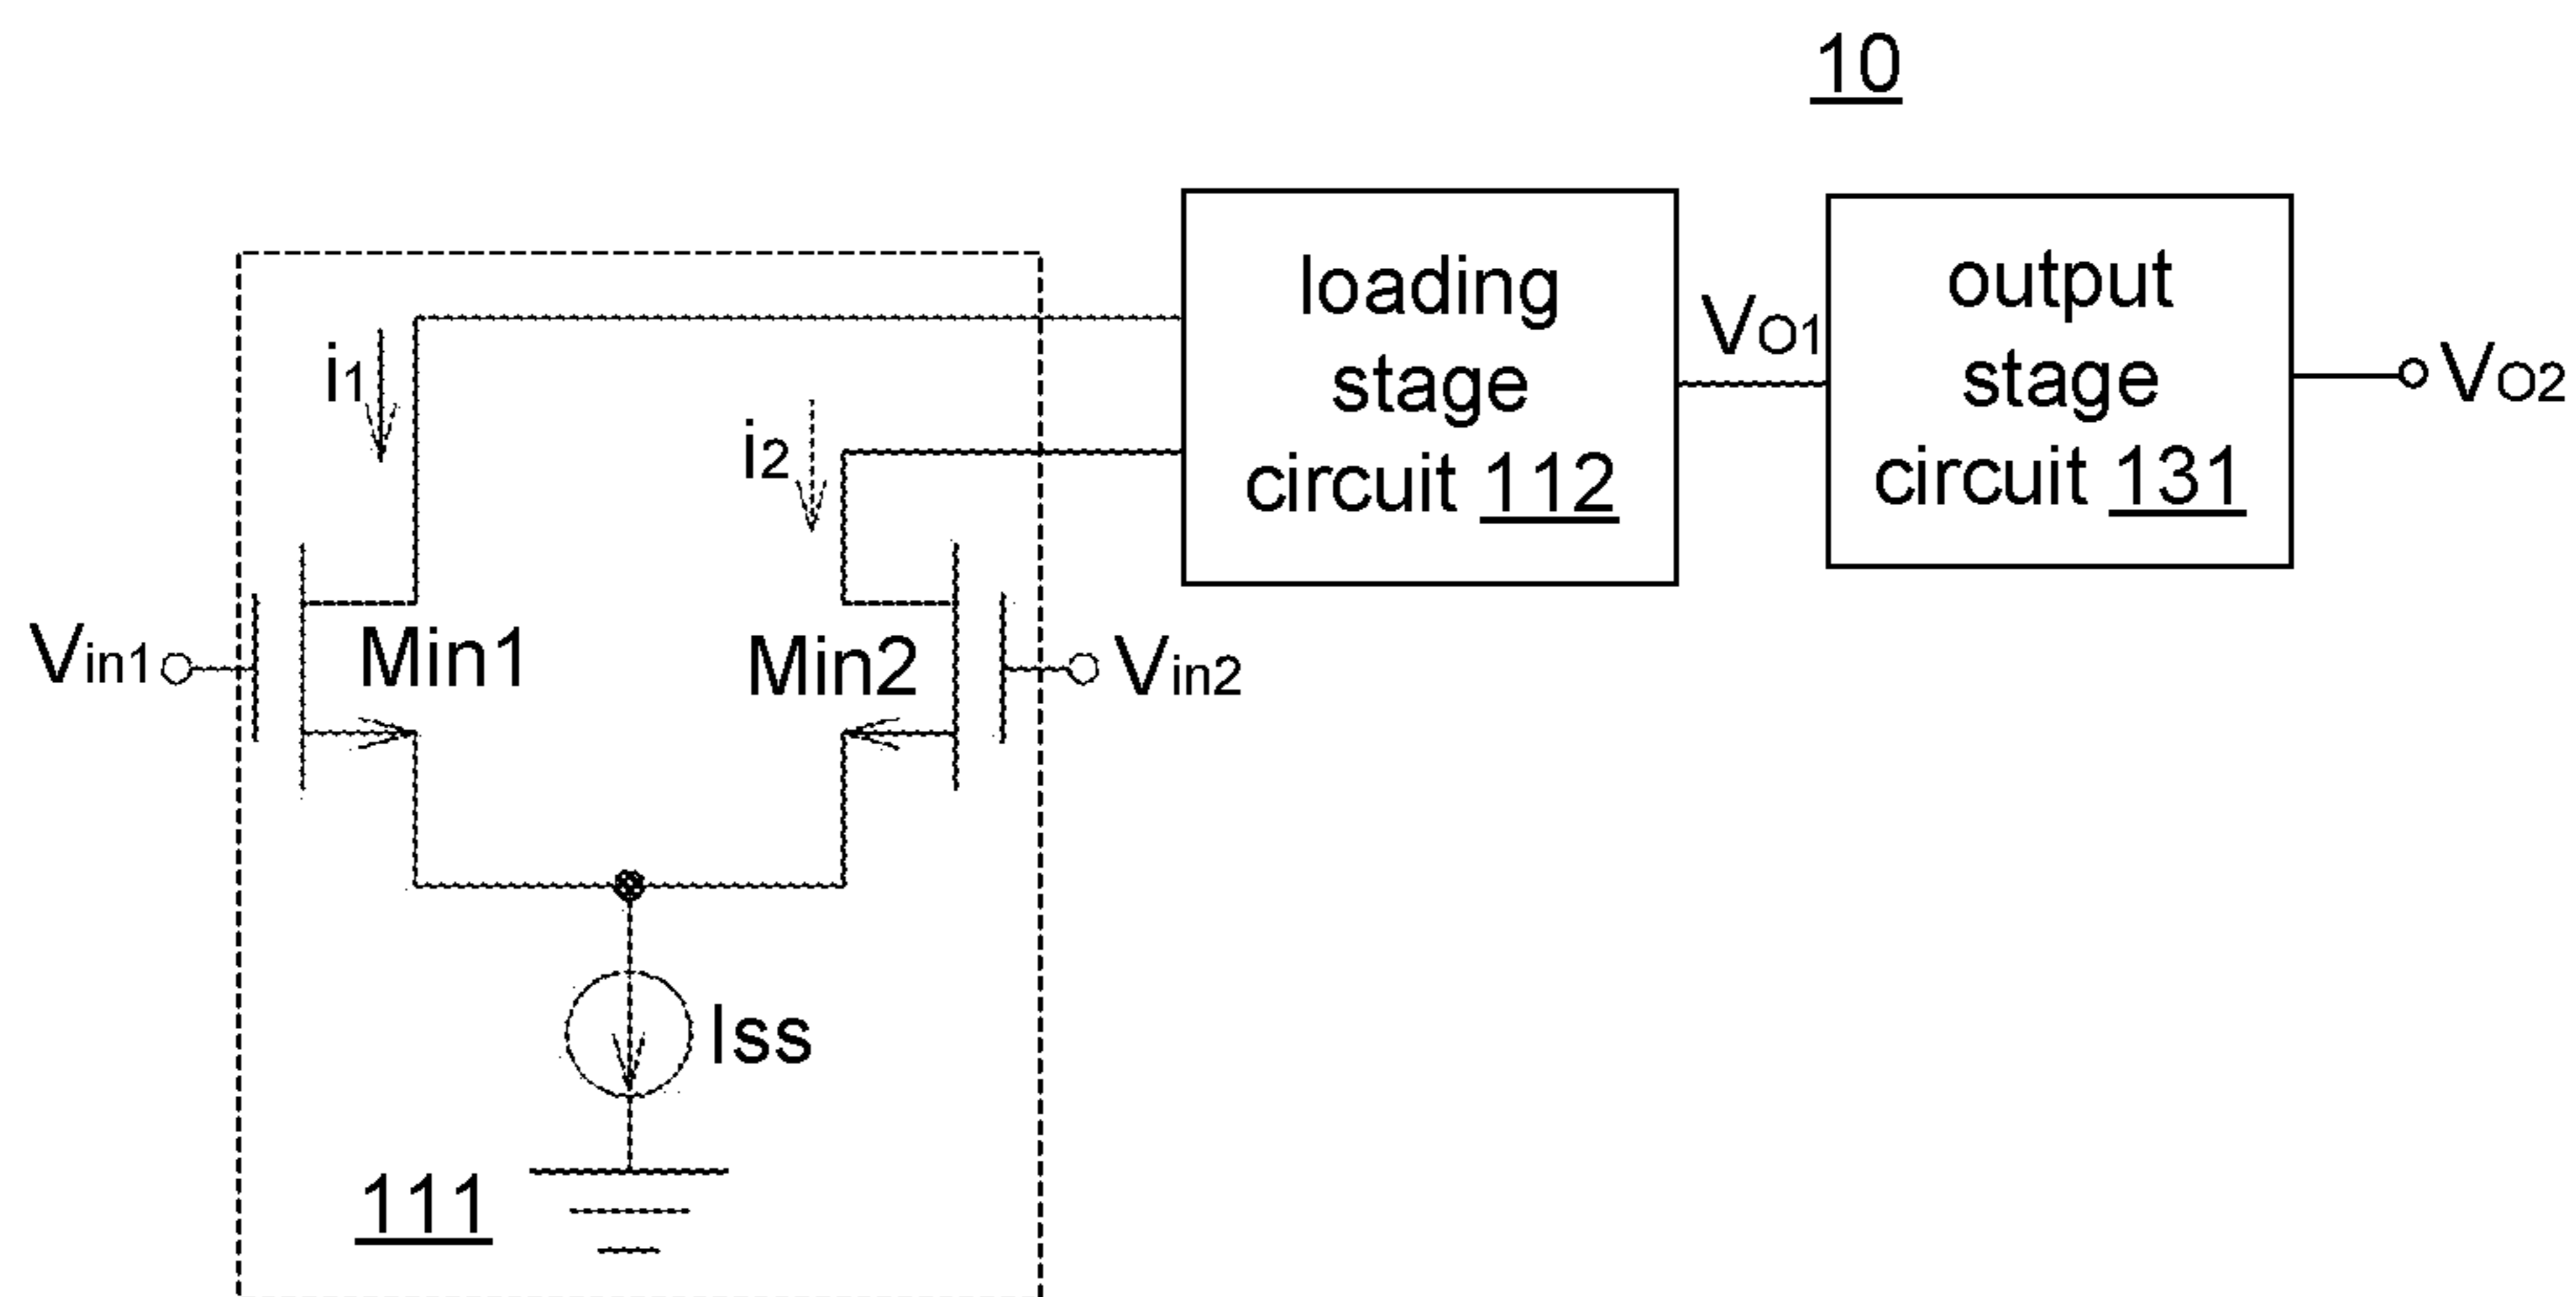 10
loading
stage
circuit 112
VO1
output
stage
circuit 131
VO2
i1
i2
Vin1
Min1
Min2
Vin2
Iss
111